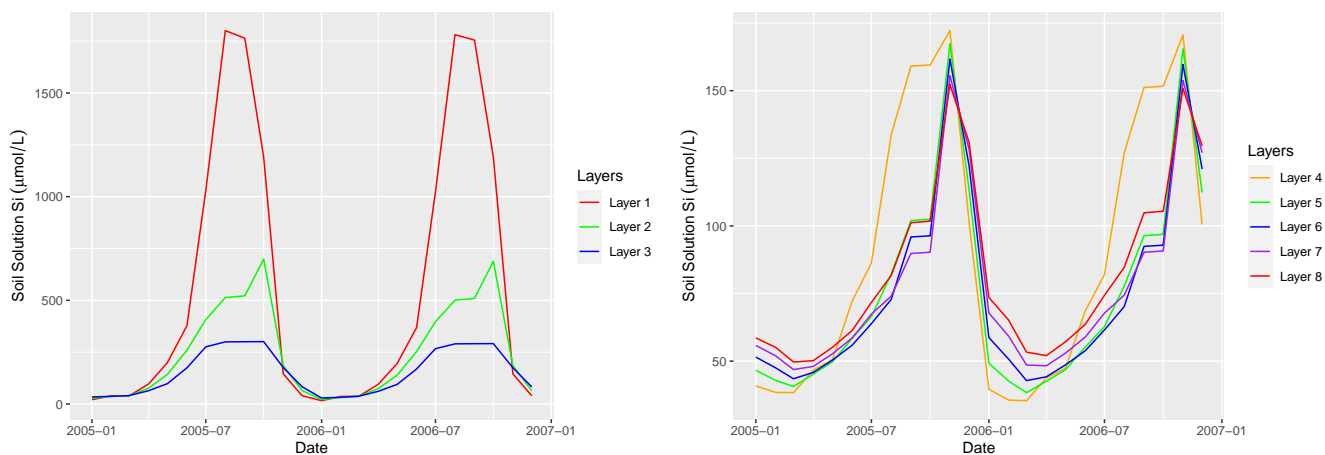 Soil Solution Si (μmol/L)
1500
1000
500
0
2005–01
2005–07
2006–01
2006–07
2007–01
Date
Layers
Layer 1
Layer 2
Layer 3
Soil Solution Si (μmol/L)
150
100
50
2005–01
2005–07
2006–01
2006–07
2007–01
Date
Layers
Layer 4
Layer 5
Layer 6
Layer 7
Layer 8